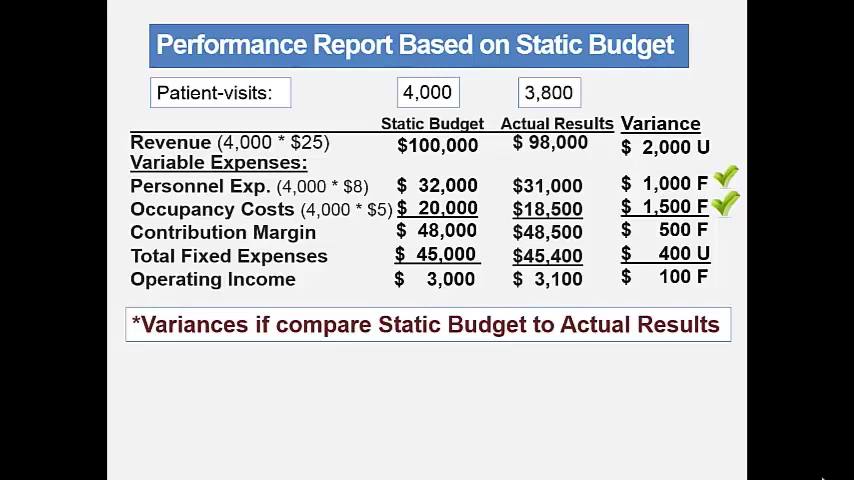 Performance Report Based on Static Budget
Patient-visits: 4,000 3,800
Static Budget Actual Results Variance
Revenue (4,000 * $25) $100,000 $ 98,000 $ 2,000 U
Variable Expenses:
Personnel Exp. (4,000 * $8) $ 32,000 $31,000 $ 1,000 F
Occupancy Costs (4,000 * $5) $ 20,000 $18,500 $ 1,500 F
Contribution Margin $ 48,000 $48,500 $ 500 F
Total Fixed Expenses $ 45,000 $45,400 $ 400 U
Operating Income $ 3,000 $ 3,100 $ 100 F
*Variances if compare Static Budget to Actual Results